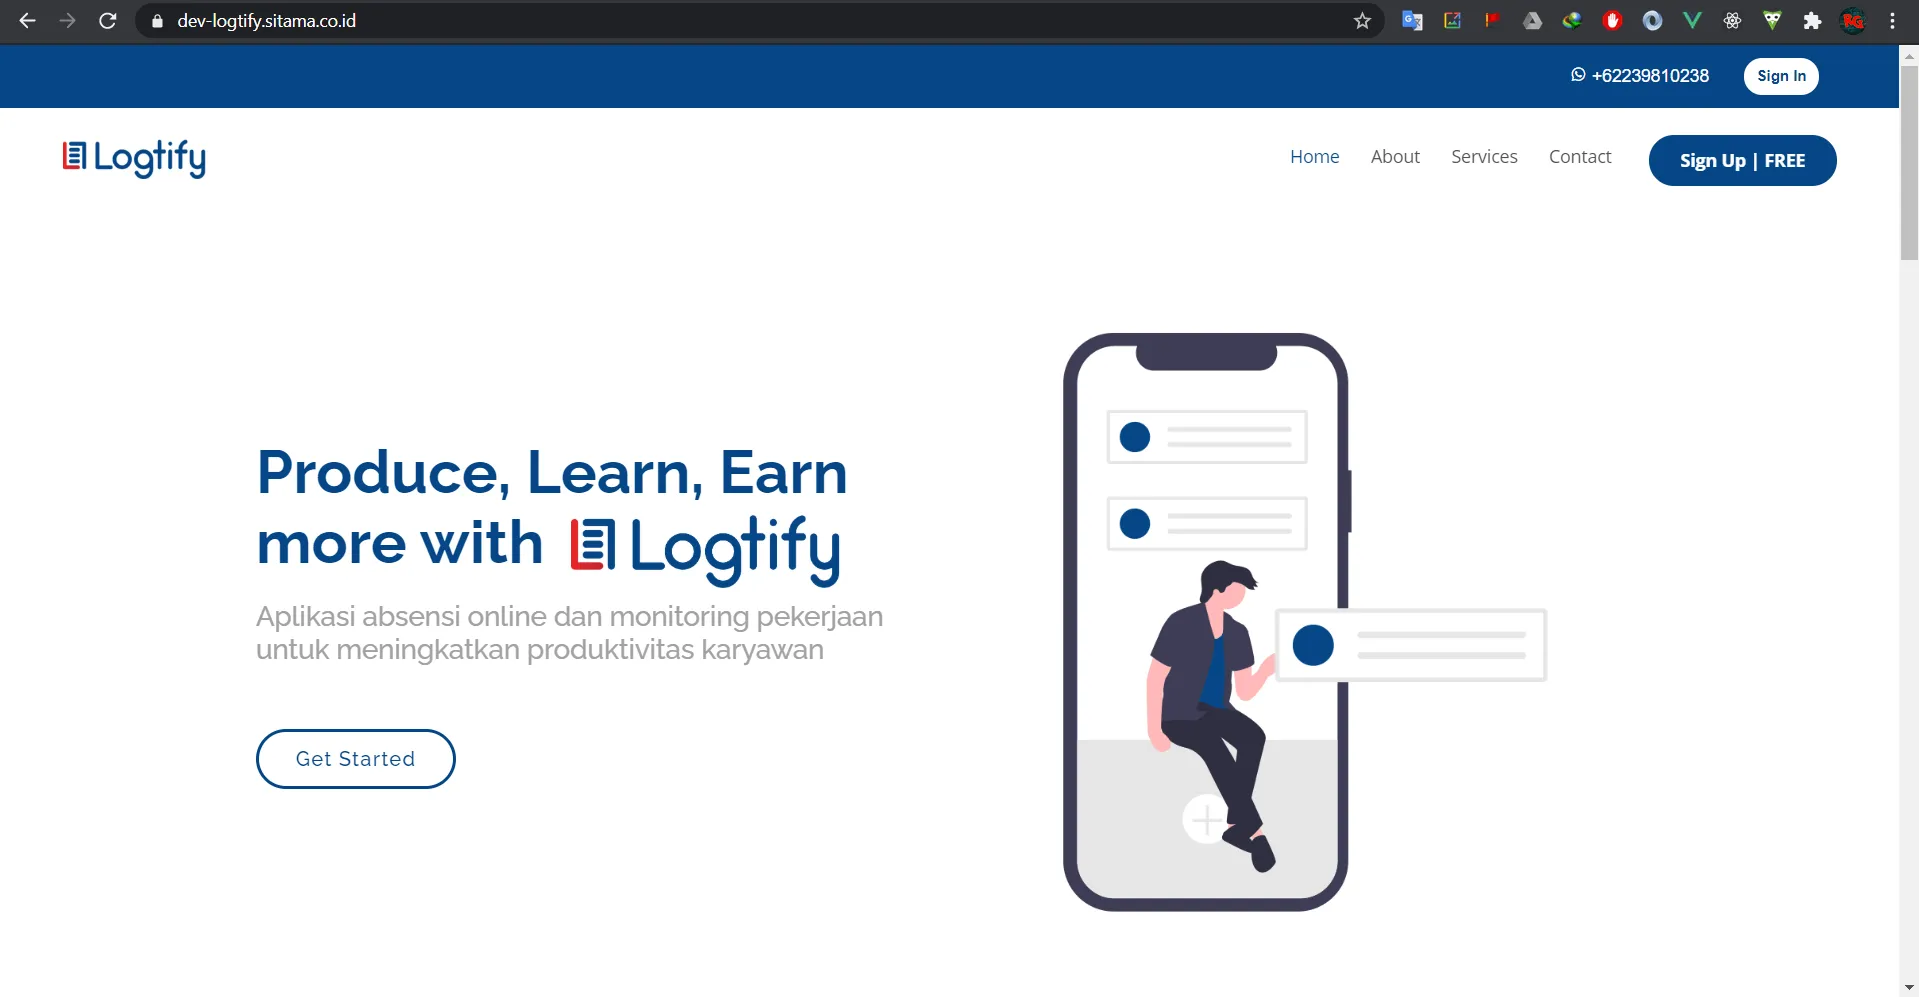 dev-logtify.sitama.co.id
+62239810238
Sign In
Logtify
Home
About
Services
Contact
Sign Up | FREE
Produce, Learn, Earn
more with Logtify
Aplikasi absensi online dan monitoring pekerjaan
untuk meningkatkan produktivitas karyawan
Get Started